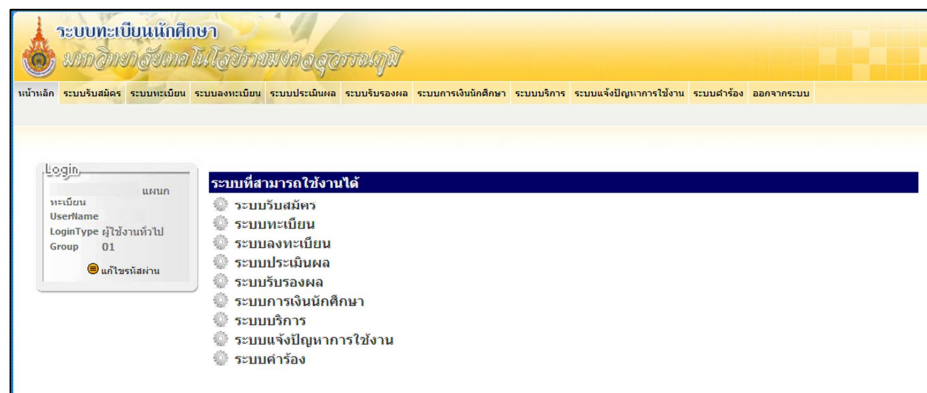 ระบบทะเบียนนักศึกษา
มหาวิทยาลัยเทคโนโลยีราชมงคลสุวรรณภูมิ
หน้าหลัก ระบบรับสมัคร ระบบทะเบียน ระบบลงทะเบียน ระบบประเมินผล ระบบรับรองผล ระบบการเงินนักศึกษา ระบบบริการ ระบบแจ้งปัญหาการใช้งาน ระบบคำร้อง ออกจากระบบ
Login
แผนก
ทะเบียน
UserName
LoginType ผู้ใช้งานทั่วไป
Group 01
แก้ไขรหัสผ่าน
ระบบที่สามารถใช้งานได้
ระบบรับสมัคร
ระบบทะเบียน
ระบบลงทะเบียน
ระบบประเมินผล
ระบบรับรองผล
ระบบการเงินนักศึกษา
ระบบบริการ
ระบบแจ้งปัญหาการใช้งาน
ระบบคำร้อง